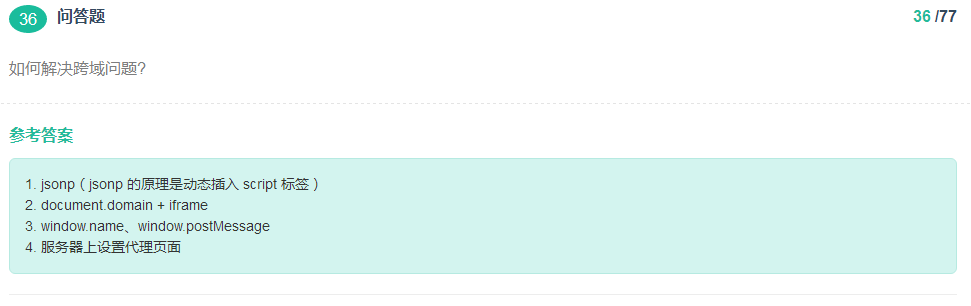 36 问答题 36 /77
如何解决跨域问题?
参考答案
1. jsonp ( jsonp 的原理是动态插入 script 标签 )
2. document.domain + iframe
3. window.name、window.postMessage
4. 服务器上设置代理页面